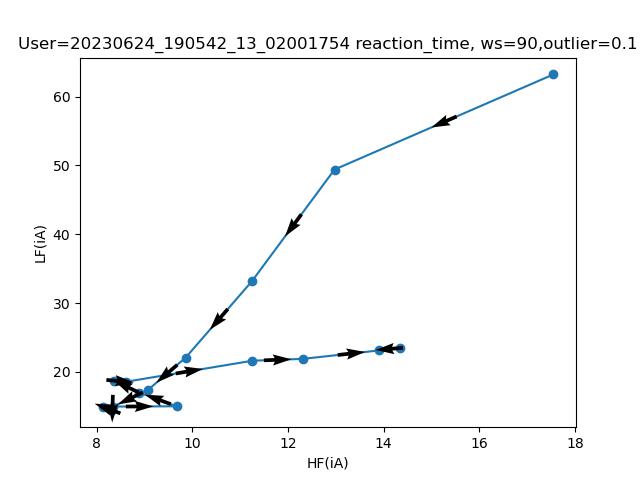 User=20230624_190542_13_02001754 reaction_time, ws=90,outlier=0.1
60
50
40
30
20
LF(iA)
8 10 12 14 16 18
HF(iA)